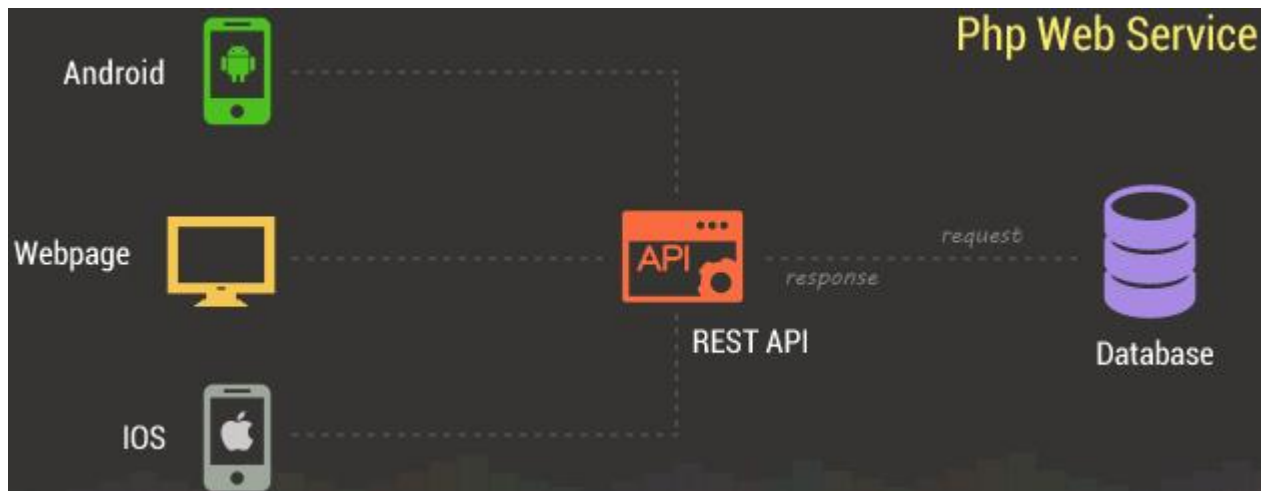 Php Web Service
Android
Webpage
API
request
response
REST API
Database
IOS